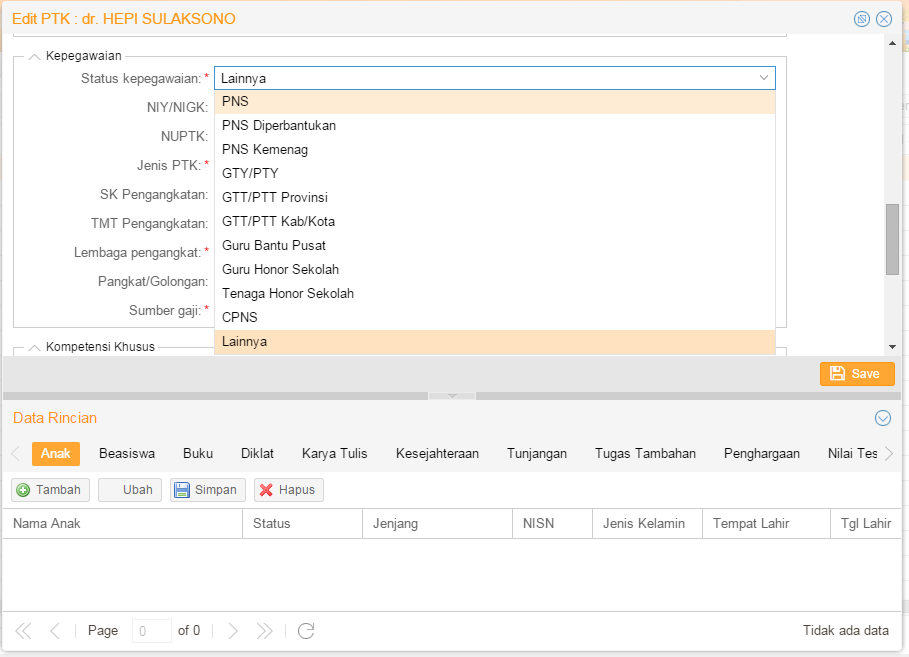 Edit PTK : dr. HEPI SULAKSONO
Kepegawaian
Status kepegawaian: * Lainnya
NIY/NIGK:
NUPTK:
Jenis PTK: *
SK Pengangkatan:
TMT Pengangkatan:
Lembaga pengangkat: *
Pangkat/Golongan:
Sumber gaji: *
PNS
PNS Diperbantukan
PNS Kemenag
GTY/PTY
GTT/PTT Provinsi
GTT/PTT Kab/Kota
Guru Bantu Pusat
Guru Honor Sekolah
Tenaga Honor Sekolah
CPNS
Lainnya
Kompetensi Khusus
Save
Data Rincian
Anak Beasiswa Buku Diklat Karya Tulis Kesejahteraan Tunjangan Tugas Tambahan Penghargaan Nilai Tes
Tambah Ubah Simpan Hapus
Nama Anak Status Jenjang NISN Jenis Kelamin Tempat Lahir Tgl Lahir
Page 0 of 0 Tidak ada data